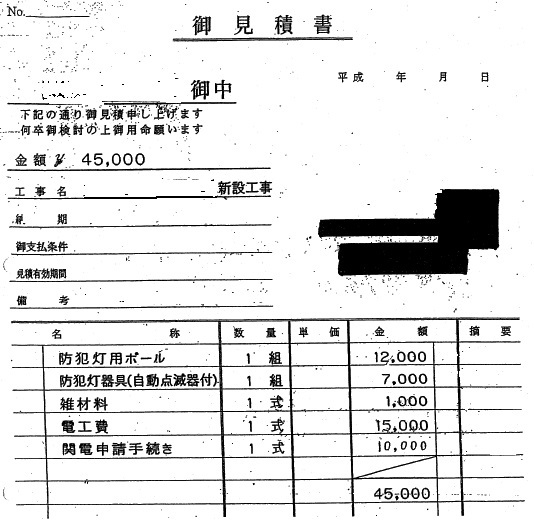 No.
御見積書
平成 年 月 日
御中
下記の通り御見積申し上げます
何卒御検討の上御用命願います
金額 ¥ 45,000
工事名 新設工事
納期
御支払条件
見積有効期間
備考
名称 数量 単価 金額 摘要
防犯灯用ポール 1 組 12,000
防犯灯器具(自動点滅器付) 1 組 7,000
雑材料 1 式 1,000
電工費 1 式 15,000
関電申請手続き 1 式 10,000
45,000